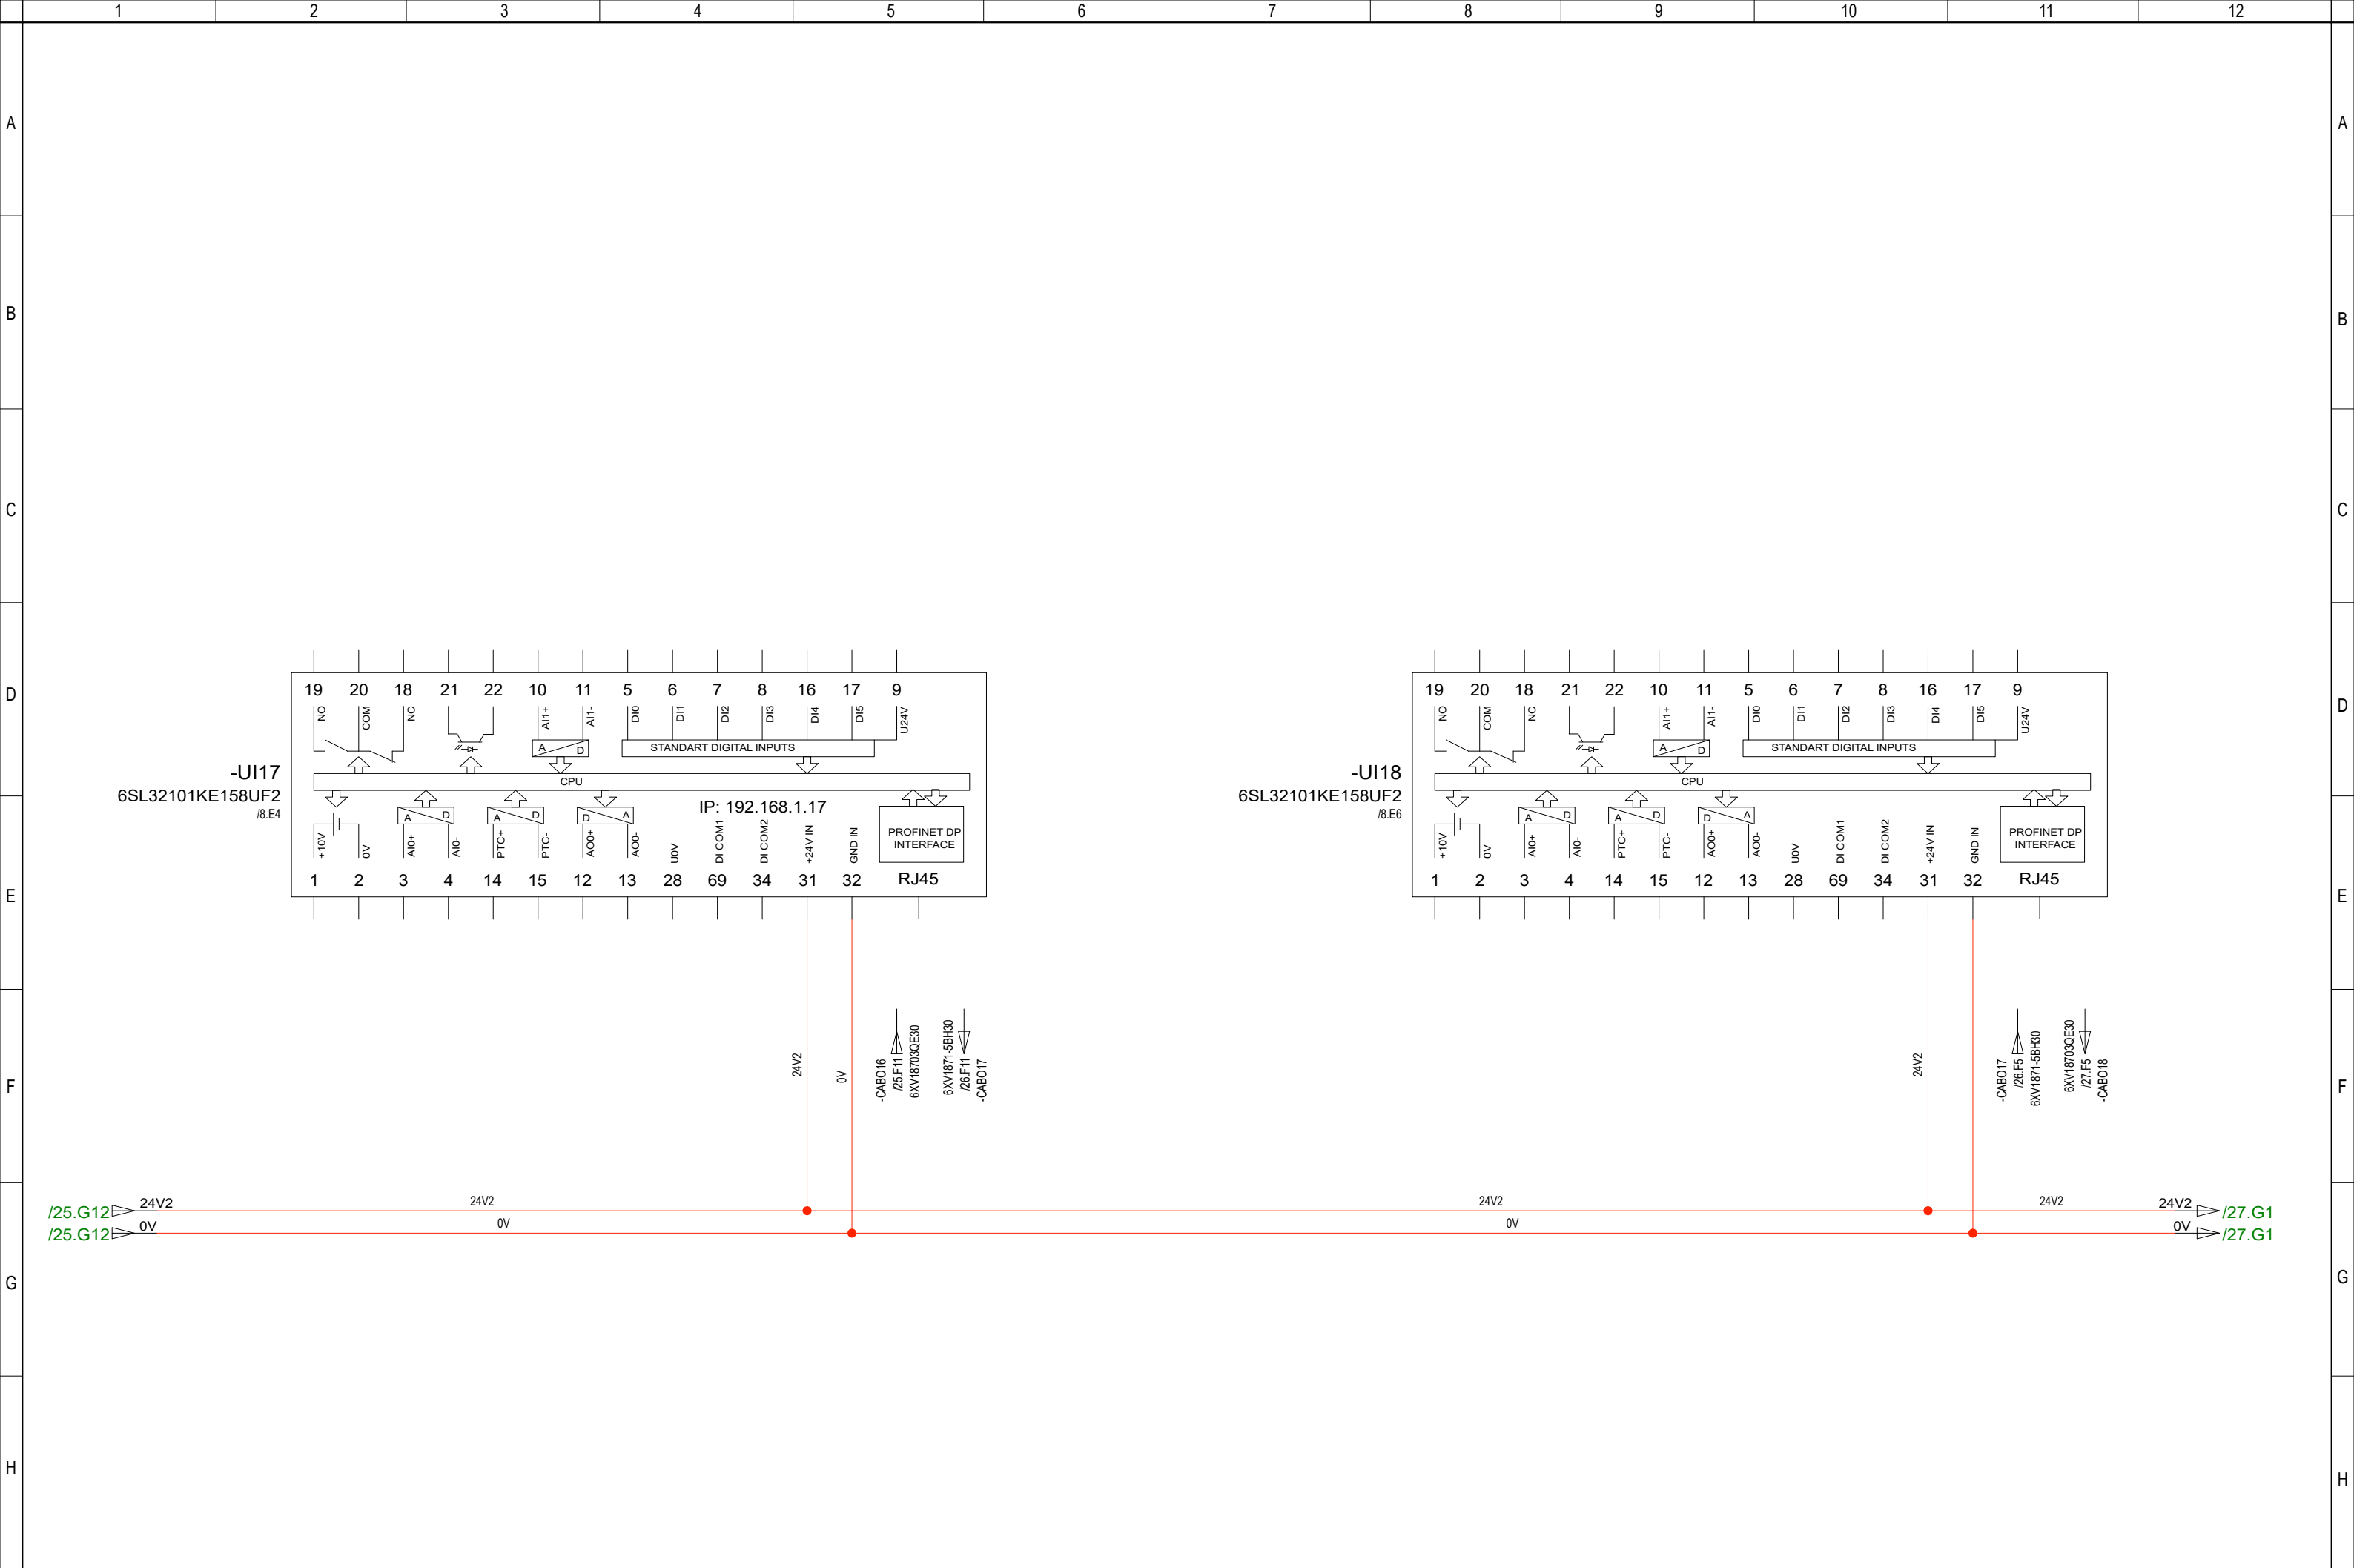 1 2 3 4 5 6 7 8 9 10 11 12
A A
B B
C C
D D
E E
F F
G G
H H
-UI17
6SL32101KE158UF2
/8.E4
19 20 18 21 22 10 11 5 6 7 8 16 17 9
NO COM NC AI1+ AI1- DI0 DI1 DI2 DI3 DI4 DI5 U24V
A D
STANDART DIGITAL INPUTS
CPU
IP: 192.168.1.17
A D A D D A
PROFINET DP
INTERFACE
+10V 0V AI0+ AI0- PTC+ PTC- AO0+ AO0- U0V DI COM1 DI COM2 +24V IN GND IN
1 2 3 4 14 15 12 13 28 69 34 31 32 RJ45
24V2
0V
-CABO16
/25.F11
6XV18703QE30
6XV1871-5BH30
/26.F11
-CABO17
-UI18
6SL32101KE158UF2
/8.E6
19 20 18 21 22 10 11 5 6 7 8 16 17 9
NO COM NC AI1+ AI1- DI0 DI1 DI2 DI3 DI4 DI5 U24V
A D
STANDART DIGITAL INPUTS
CPU
A D A D D A
PROFINET DP
INTERFACE
+10V 0V AI0+ AI0- PTC+ PTC- AO0+ AO0- U0V DI COM1 DI COM2 +24V IN GND IN
1 2 3 4 14 15 12 13 28 69 34 31 32 RJ45
24V2
-CABO17
/26.F5
6XV1871-5BH30
6XV18703QE30
/27.F5
-CABO18
/25.G12 24V2 24V2 24V2 24V2 24V2 /27.G1
/25.G12 0V 0V 0V 0V /27.G1